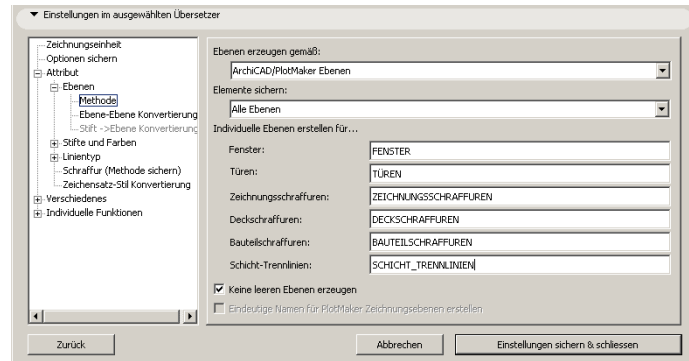 Einstellungen im ausgewählten Übersetzer
Zeichnungseinheit
Optionen sichern
Attribut
Ebenen
Methode
Ebene-Ebene Konvertierung
Stift ->Ebene Konvertierung
Stifte und Farben
Linientyp
Schraffur (Methode sichern)
Zeichensatz-Stil Konvertierung
Verschiedenes
Individuelle Funktionen
Ebenen erzeugen gemäß:
ArchiCAD/PlotMaker Ebenen
Elemente sichern:
Alle Ebenen
Individuelle Ebenen erstellen für...
Fenster: FENSTER
Türen: TÜREN
Zeichnungsschraffuren: ZEICHNUNGSSCHRAFFUREN
Deckschraffuren: DECKSCHRAFFUREN
Bauteilschraffuren: BAUTEILSCHRAFFUREN
Schicht-Trennlinien: SCHICHT_TRENNLINIEN
Keine leeren Ebenen erzeugen
Eindeutige Namen für PlotMaker Zeichnungsebenen erstellen
Zurück Abbrechen Einstellungen sichern & schliessen